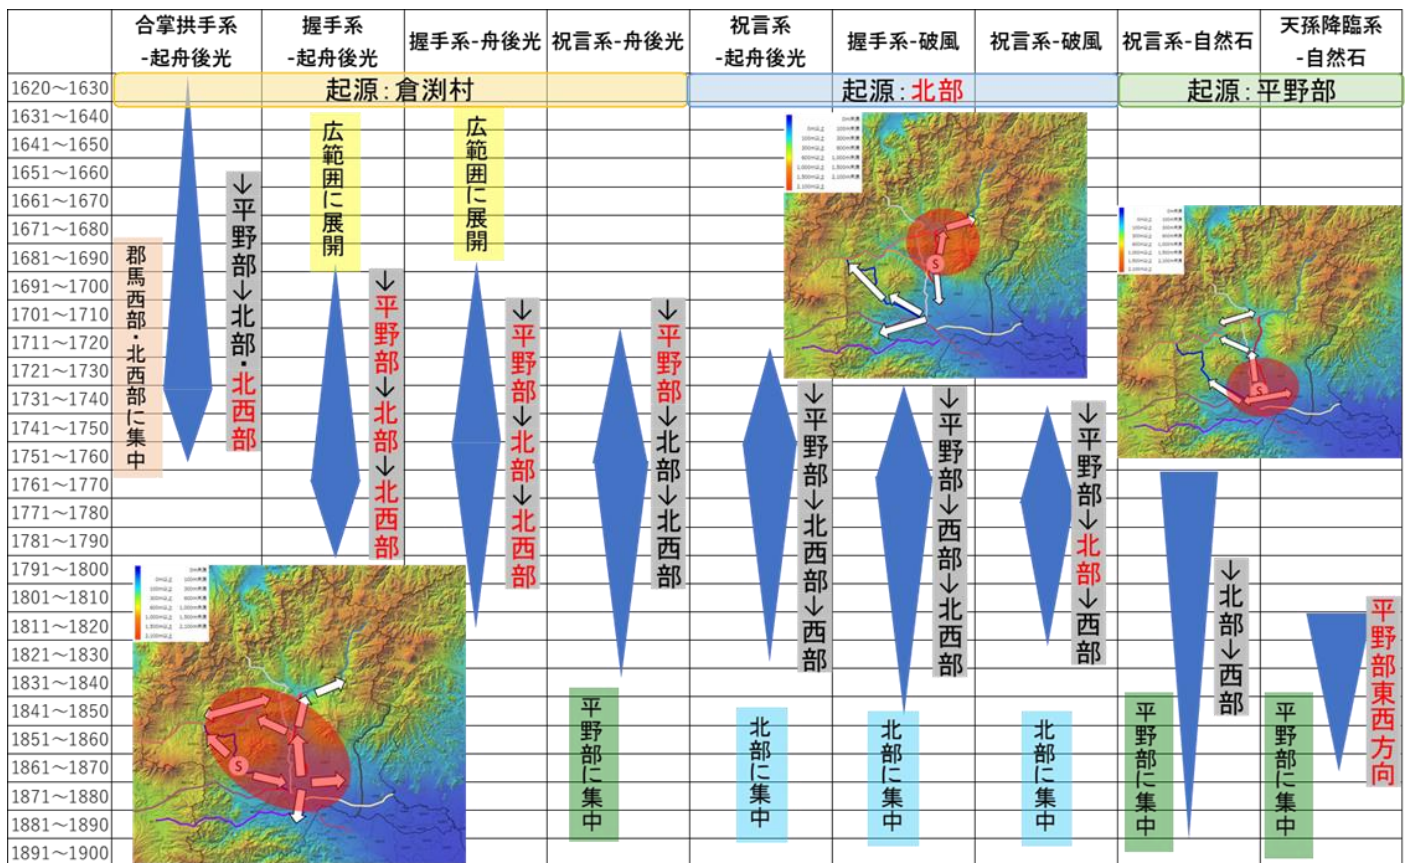 合掌拱手系
-起舟後光
握手系
-起舟後光
握手系-舟後光
祝言系-舟後光
祝言系
-起舟後光
握手系-破風
祝言系-破風
祝言系-自然石
天孫降臨系
-自然石
1620～1630
1631～1640
1641～1650
1651～1660
1661～1670
1671～1680
1681～1690
1691～1700
1701～1710
1711～1720
1721～1730
1731～1740
1741～1750
1751～1760
1761～1770
1771～1780
1781～1790
1791～1800
1801～1810
1811～1820
1821～1830
1831～1840
1841～1850
1851～1860
1861～1870
1871～1880
1881～1890
1891～1900
起源：倉渕村
起源：北部
起源：平野部
郡馬西部・北西部に集中
↓平野部↓北部・北西部
広範囲に展開
↓平野部↓北部↓北西部
広範囲に展開
↓平野部↓北部↓北西部
↓平野部↓北部↓北西部
平野部に集中
↓平野部↓北西部↓西部
北部に集中
↓平野部↓西部↓北西部
北部に集中
↓平野部↓北部↓西部
北部に集中
↓北部↓西部
平野部に集中
平野部東西方向
平野部に集中
S
S
S